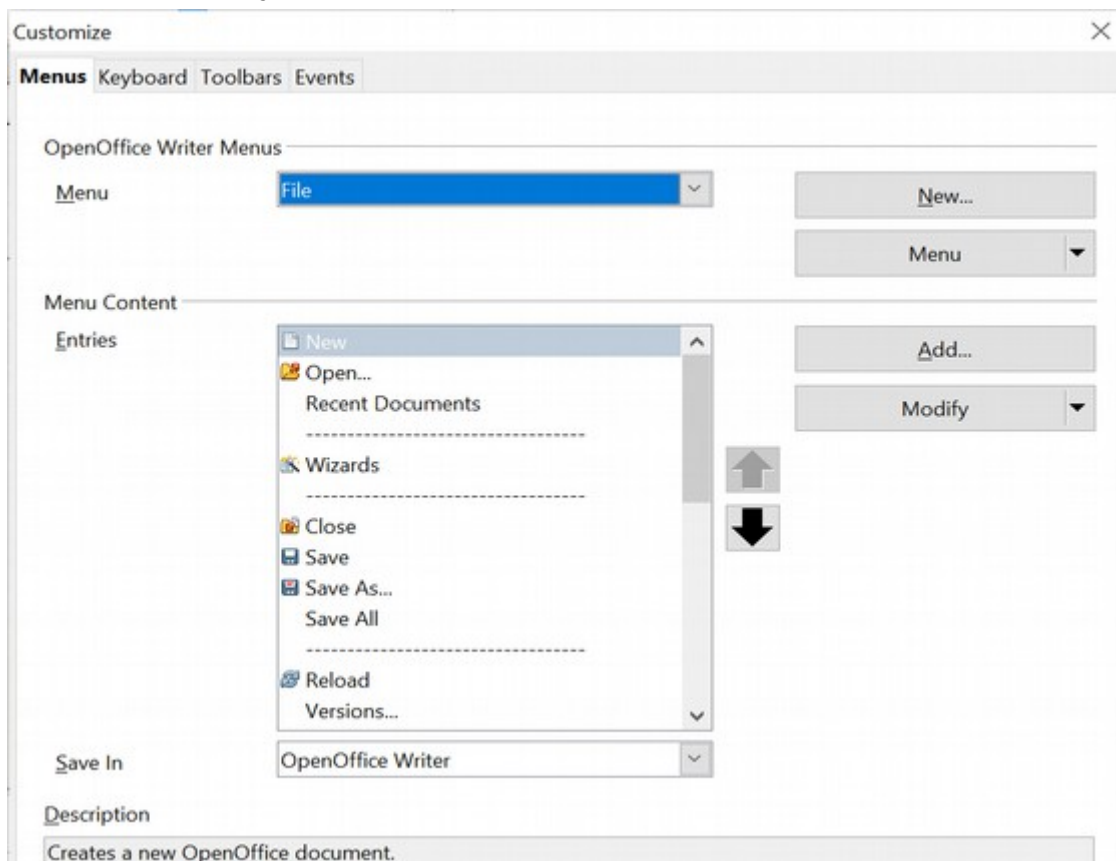 Customize
Menus Keyboard Toolbars Events
OpenOffice Writer Menus
Menu File New...
Menu
Menu Content
Entries New Add...
Open...
Recent Documents Modify
---------------------------------
Wizards
---------------------------------
Close
Save
Save As...
Save All
---------------------------------
Reload
Versions...
Save In OpenOffice Writer
Description
Creates a new OpenOffice document.